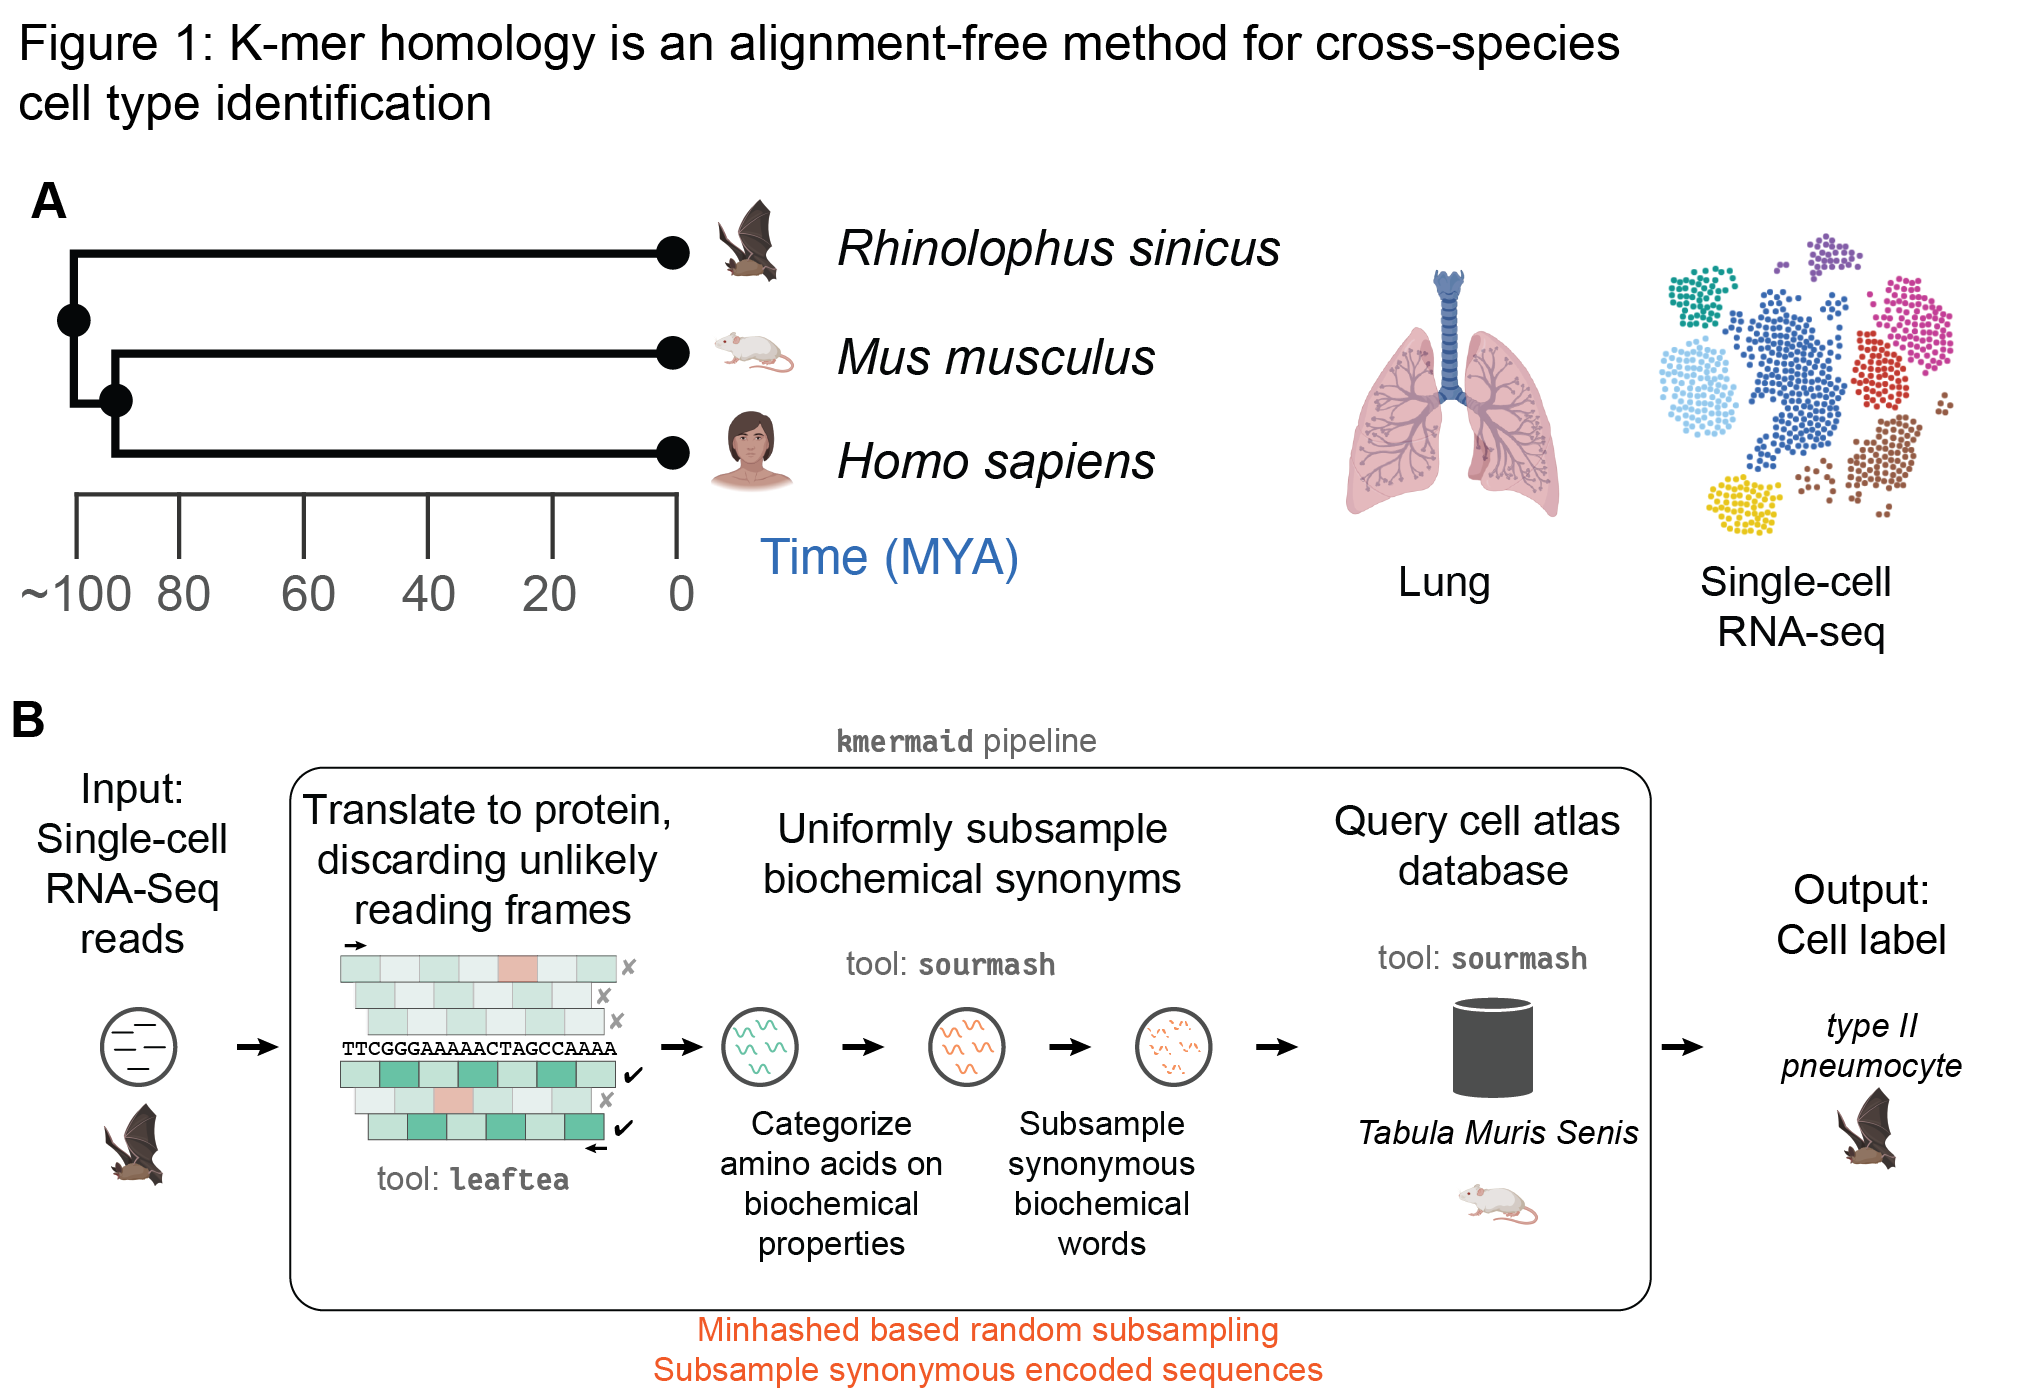 Figure 1: K-mer homology is an alignment-free method for cross-species
cell type identification
A
Rhinolophus sinicus
Mus musculus
Homo sapiens
~100 80 60 40 20 0
Time (MYA)
Lung
Single-cell
RNA-seq
B
kmermaid pipeline
Input:
Single-cell
RNA-Seq
reads
Translate to protein,
discarding unlikely
reading frames
TTCGGGAAAAACTAGCCAAAA
tool: leaftea
Uniformly subsample
biochemical synonyms
tool: sourmash
Categorize
amino acids on
biochemical
properties
Subsample
synonymous
biochemical
words
Query cell atlas
database
tool: sourmash
Tabula Muris Senis
Output:
Cell label
type II
pneumocyte
Minhashed based random subsampling
Subsample synonymous encoded sequences